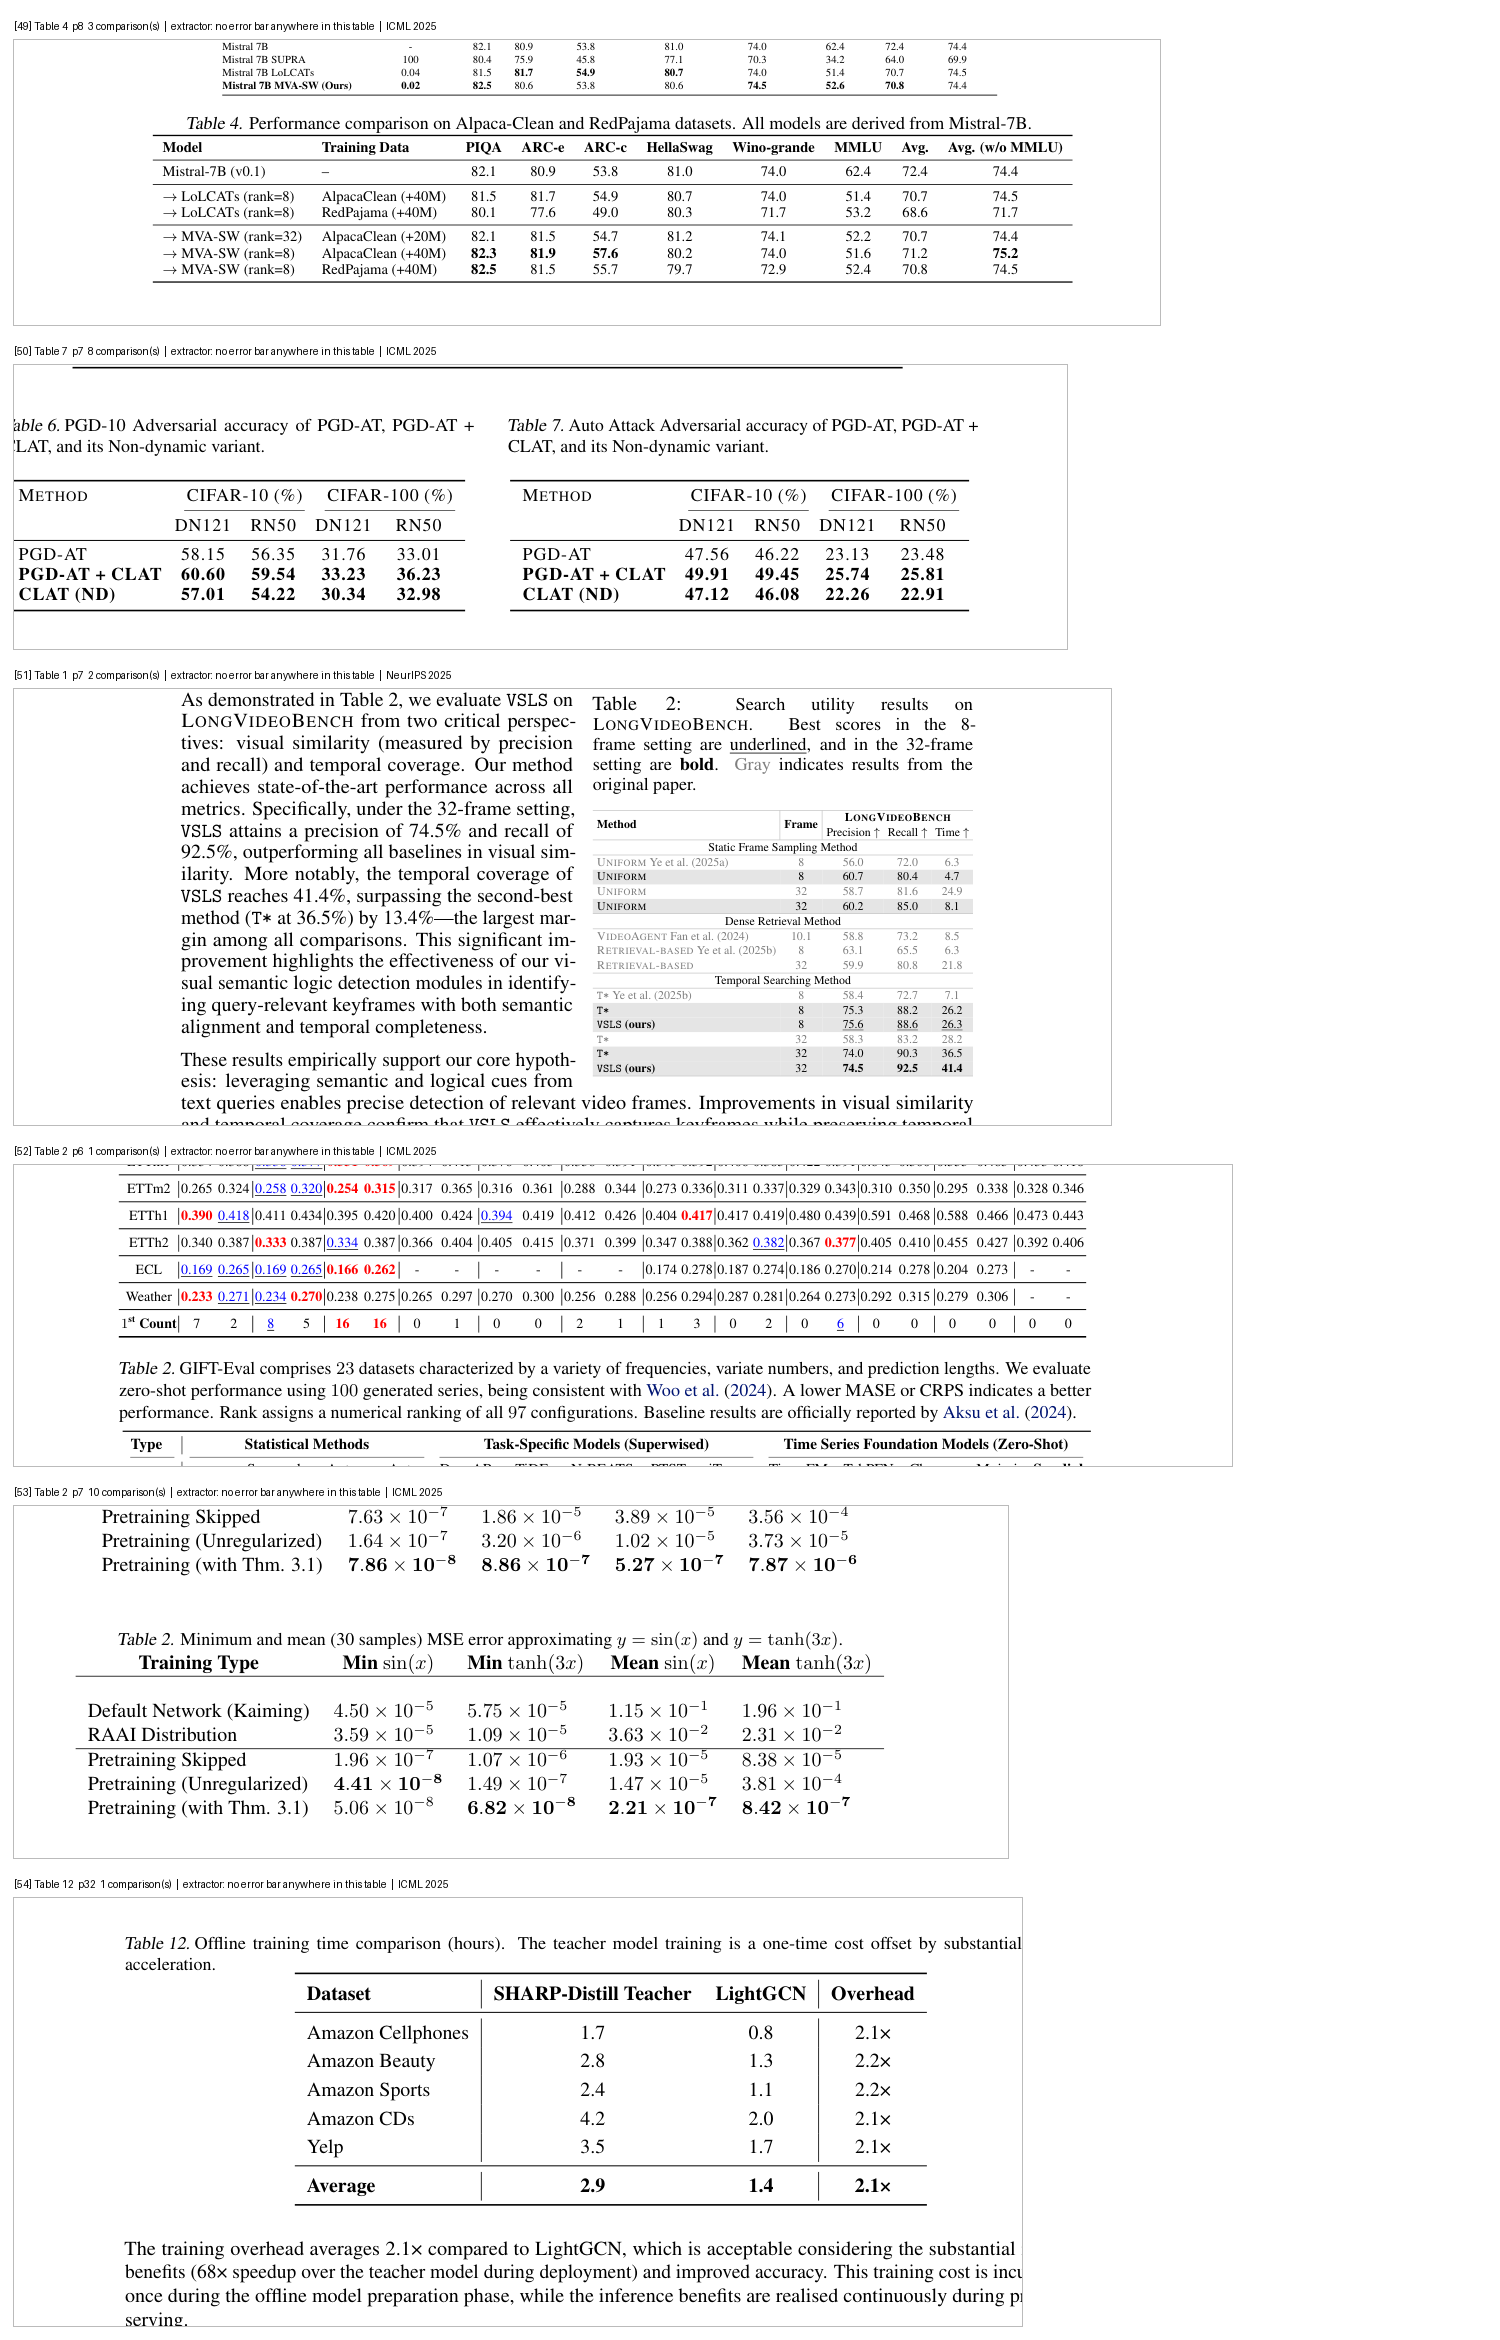 [49] Table 4 p8 3 comparison(s) | extractor: no error bar anywhere in this table | ICML 2025
Mistral 7B - 82.1 80.9 53.8 81.0 74.0 62.4 72.4 74.4
Mistral 7B SUPRA 100 80.4 75.9 45.8 77.1 70.3 34.2 64.0 69.9
Mistral 7B LoLCATs 0.04 81.5 81.7 54.9 80.7 74.0 51.4 70.7 74.5
Mistral 7B MVA-SW (Ours) 0.02 82.5 80.6 53.8 80.6 74.5 52.6 70.8 74.4
Table 4. Performance comparison on Alpaca-Clean and RedPajama datasets. All models are derived from Mistral-7B.
Model Training Data PIQA ARC-e ARC-c HellaSwag Wino-grande MMLU Avg. Avg. (w/o MMLU)
Mistral-7B (v0.1) – 82.1 80.9 53.8 81.0 74.0 62.4 72.4 74.4
→ LoLCATs (rank=8) AlpacaClean (+40M) 81.5 81.7 54.9 80.7 74.0 51.4 70.7 74.5
→ LoLCATs (rank=8) RedPajama (+40M) 80.1 77.6 49.0 80.3 71.7 53.2 68.6 71.7
→ MVA-SW (rank=32) AlpacaClean (+20M) 82.1 81.5 54.7 81.2 74.1 52.2 70.7 74.4
→ MVA-SW (rank=8) AlpacaClean (+40M) 82.3 81.9 57.6 80.2 74.0 51.6 71.2 75.2
→ MVA-SW (rank=8) RedPajama (+40M) 82.5 81.5 55.7 79.7 72.9 52.4 70.8 74.5
[50] Table 7 p7 8 comparison(s) | extractor: no error bar anywhere in this table | ICML 2025
able 6. PGD-10 Adversarial accuracy of PGD-AT, PGD-AT +
CLAT, and its Non-dynamic variant.
METHOD CIFAR-10 (%) CIFAR-100 (%)
DN121 RN50 DN121 RN50
PGD-AT 58.15 56.35 31.76 33.01
PGD-AT + CLAT 60.60 59.54 33.23 36.23
CLAT (ND) 57.01 54.22 30.34 32.98
Table 7. Auto Attack Adversarial accuracy of PGD-AT, PGD-AT +
CLAT, and its Non-dynamic variant.
METHOD CIFAR-10 (%) CIFAR-100 (%)
DN121 RN50 DN121 RN50
PGD-AT 47.56 46.22 23.13 23.48
PGD-AT + CLAT 49.91 49.45 25.74 25.81
CLAT (ND) 47.12 46.08 22.26 22.91
[51] Table 1 p7 2 comparison(s) | extractor: no error bar anywhere in this table | NeurIPS 2025
As demonstrated in Table 2, we evaluate VSLS on
LONGVIDEOBENCH from two critical perspec-
tives: visual similarity (measured by precision
and recall) and temporal coverage. Our method
achieves state-of-the-art performance across all
metrics. Specifically, under the 32-frame setting,
VSLS attains a precision of 74.5% and recall of
92.5%, outperforming all baselines in visual sim-
ilarity. More notably, the temporal coverage of
VSLS reaches 41.4%, surpassing the second-best
method (T* at 36.5%) by 13.4%—the largest mar-
gin among all comparisons. This significant im-
provement highlights the effectiveness of our vi-
sual semantic logic detection modules in identify-
ing query-relevant keyframes with both semantic
alignment and temporal completeness.
These results empirically support our core hypoth-
esis: leveraging semantic and logical cues from
Table 2: Search utility results on
LONGVIDEOBENCH. Best scores in the 8-
frame setting are underlined, and in the 32-frame
setting are bold. Gray indicates results from the
original paper.
Method Frame LONGVIDEOBENCH
Precision ↑ Recall ↑ Time ↑
Static Frame Sampling Method
UNIFORM Ye et al. (2025a) 8 56.0 72.0 6.3
UNIFORM 8 60.7 80.4 4.7
UNIFORM 32 58.7 81.6 24.9
UNIFORM 32 60.2 85.0 8.1
Dense Retrieval Method
VIDEOAGENT Fan et al. (2024) 10.1 58.8 73.2 8.5
RETRIEVAL-BASED Ye et al. (2025b) 8 63.1 65.5 6.3
RETRIEVAL-BASED 32 59.9 80.8 21.8
Temporal Searching Method
T* Ye et al. (2025b) 8 58.4 72.7 7.1
T* 8 75.3 88.2 26.2
VSLS (ours) 8 75.6 88.6 26.3
T* 32 58.3 83.2 28.2
T* 32 74.0 90.3 36.5
VSLS (ours) 32 74.5 92.5 41.4
text queries enables precise detection of relevant video frames. Improvements in visual similarity
and temporal coverage confirm that VSLS effectively captures keyframes while preserving temporal
[52] Table 2 p6 1 comparison(s) | extractor: no error bar anywhere in this table | ICML 2025
ETTm2 0.265 0.324 0.258 0.320 0.254 0.315 0.317 0.365 0.316 0.361 0.288 0.344 0.273 0.336 0.311 0.337 0.329 0.343 0.310 0.350 0.295 0.338 0.328 0.346
ETTh1 0.390 0.418 0.411 0.434 0.395 0.420 0.400 0.424 0.394 0.419 0.412 0.426 0.404 0.417 0.417 0.419 0.480 0.439 0.591 0.468 0.588 0.466 0.473 0.443
ETTh2 0.340 0.387 0.333 0.387 0.334 0.387 0.366 0.404 0.405 0.415 0.371 0.399 0.347 0.388 0.362 0.382 0.367 0.377 0.405 0.410 0.455 0.427 0.392 0.406
ECL 0.169 0.265 0.169 0.265 0.166 0.262 - - - - - - 0.174 0.278 0.187 0.274 0.186 0.270 0.214 0.278 0.204 0.273 - -
Weather 0.233 0.271 0.234 0.270 0.238 0.275 0.265 0.297 0.270 0.300 0.256 0.288 0.256 0.294 0.287 0.281 0.264 0.273 0.292 0.315 0.279 0.306 - -
1st Count 7 2 8 5 16 16 0 1 0 0 2 1 1 3 0 2 0 6 0 0 0 0 0 0
Table 2. GIFT-Eval comprises 23 datasets characterized by a variety of frequencies, variate numbers, and prediction lengths. We evaluate
zero-shot performance using 100 generated series, being consistent with Woo et al. (2024). A lower MASE or CRPS indicates a better
performance. Rank assigns a numerical ranking of all 97 configurations. Baseline results are officially reported by Aksu et al. (2024).
Type Statistical Methods Task-Specific Models (Superwised) Time Series Foundation Models (Zero-Shot)
[53] Table 2 p7 10 comparison(s) | extractor: no error bar anywhere in this table | ICML 2025
Pretraining Skipped 7.63 × 10⁻⁷ 1.86 × 10⁻⁵ 3.89 × 10⁻⁵ 3.56 × 10⁻⁴
Pretraining (Unregularized) 1.64 × 10⁻⁷ 3.20 × 10⁻⁶ 1.02 × 10⁻⁵ 3.73 × 10⁻⁵
Pretraining (with Thm. 3.1) 7.86 × 10⁻⁸ 8.86 × 10⁻⁷ 5.27 × 10⁻⁷ 7.87 × 10⁻⁶
Table 2. Minimum and mean (30 samples) MSE error approximating y = sin(x) and y = tanh(3x).
Training Type Min sin(x) Min tanh(3x) Mean sin(x) Mean tanh(3x)
Default Network (Kaiming) 4.50 × 10⁻⁵ 5.75 × 10⁻⁵ 1.15 × 10⁻¹ 1.96 × 10⁻¹
RAAI Distribution 3.59 × 10⁻⁵ 1.09 × 10⁻⁵ 3.63 × 10⁻² 2.31 × 10⁻²
Pretraining Skipped 1.96 × 10⁻⁷ 1.07 × 10⁻⁶ 1.93 × 10⁻⁵ 8.38 × 10⁻⁵
Pretraining (Unregularized) 4.41 × 10⁻⁸ 1.49 × 10⁻⁷ 1.47 × 10⁻⁵ 3.81 × 10⁻⁴
Pretraining (with Thm. 3.1) 5.06 × 10⁻⁸ 6.82 × 10⁻⁸ 2.21 × 10⁻⁷ 8.42 × 10⁻⁷
[54] Table 12 p32 1 comparison(s) | extractor: no error bar anywhere in this table | ICML 2025
Table 12. Offline training time comparison (hours). The teacher model training is a one-time cost offset by substantial
acceleration.
Dataset SHARP-Distill Teacher LightGCN Overhead
Amazon Cellphones 1.7 0.8 2.1×
Amazon Beauty 2.8 1.3 2.2×
Amazon Sports 2.4 1.1 2.2×
Amazon CDs 4.2 2.0 2.1×
Yelp 3.5 1.7 2.1×
Average 2.9 1.4 2.1×
The training overhead averages 2.1× compared to LightGCN, which is acceptable considering the substantial
benefits (68× speedup over the teacher model during deployment) and improved accuracy. This training cost is incu
once during the offline model preparation phase, while the inference benefits are realised continuously during p
serving.